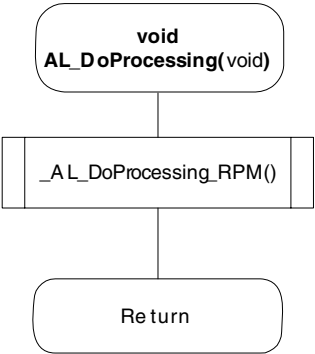 void
AL_DoProcessing(void)
_AL_DoProcessing_RPM()
Return